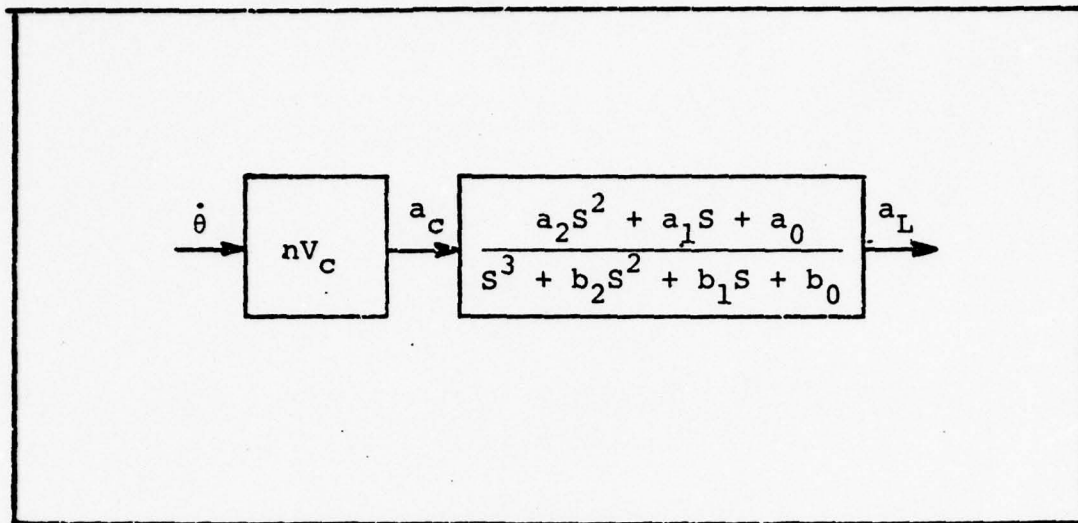 θ̇
nV_c
a_c
a_2S^2 + a_1S + a_0
S^3 + b_2S^2 + b_1S + b_0
a_L